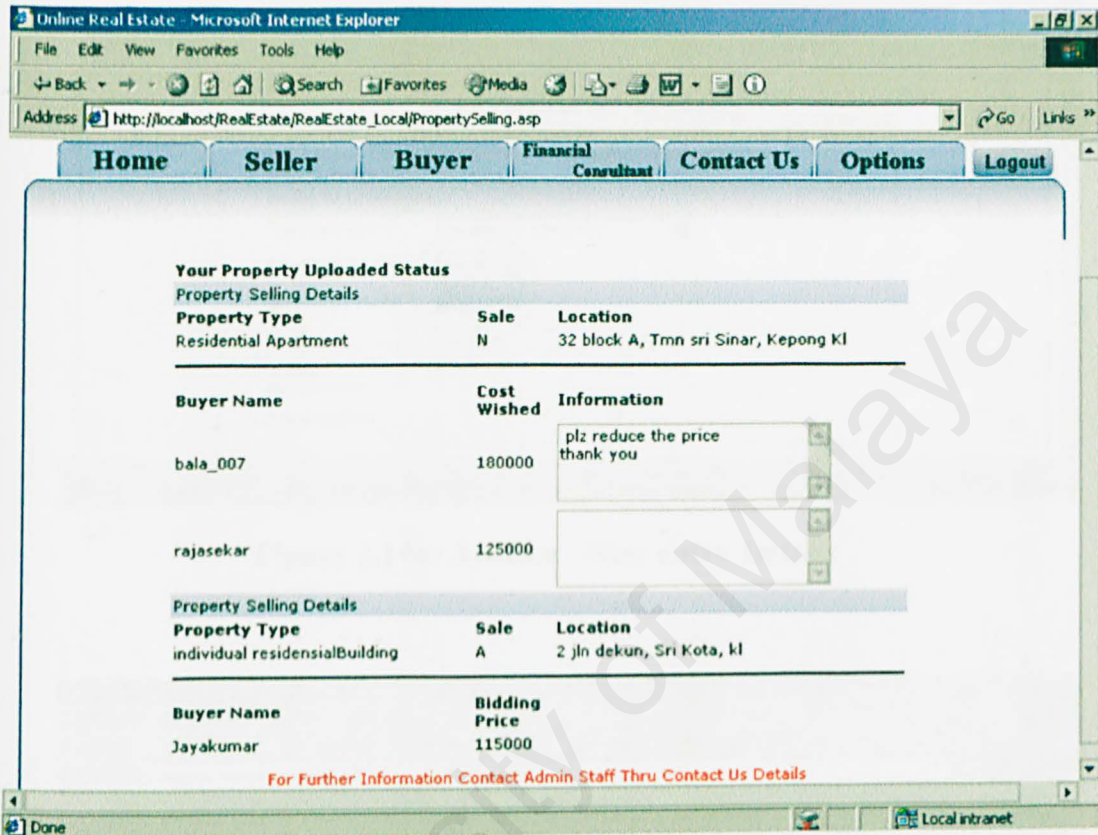 Online Real Estate - Microsoft Internet Explorer
File Edit View Favorites Tools Help
Back Search Favorites Media
Address http://localhost/RealEstate/RealEstate_Local/PropertySelling.asp Go Links »
Home Seller Buyer Financial Consultant Contact Us Options Logout
Your Property Uploaded Status
Property Selling Details
Property Type Sale Location
Residential Apartment N 32 block A, Tmn sri Sinar, Kepong Kl
Buyer Name Cost Wished Information
bala_007 180000 plz reduce the price
thank you
rajasekar 125000
Property Selling Details
Property Type Sale Location
individual residensialBuilding A 2 jln dekun, Sri Kota, kl
Buyer Name Bidding Price
Jayakumar 115000
For Further Information Contact Admin Staff Thru Contact Us Details
Done Local intranet
University of Malaya